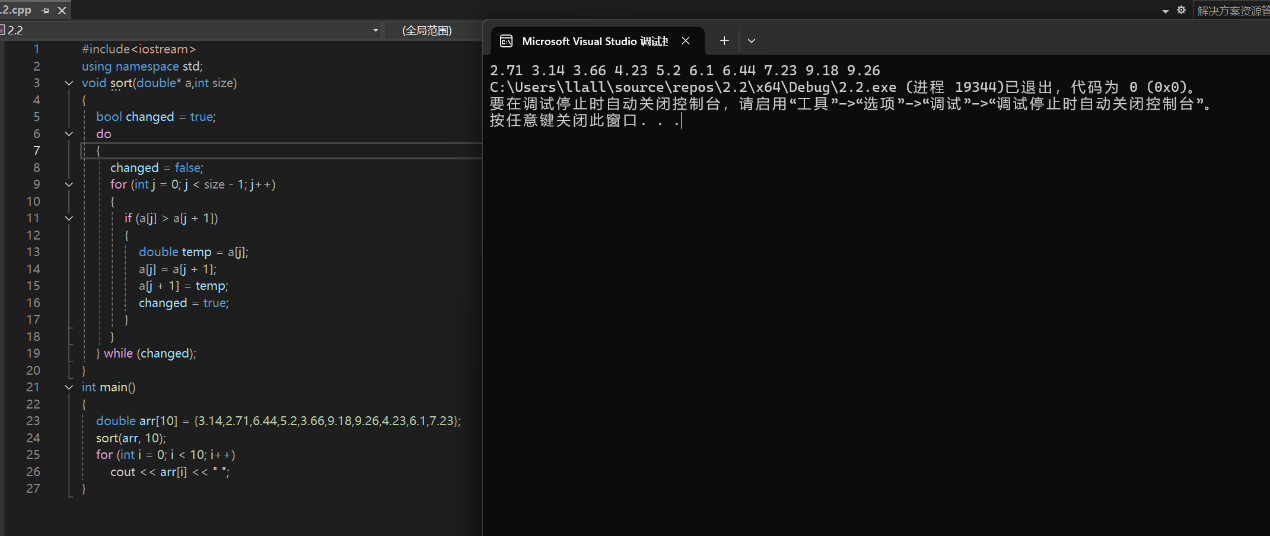 .2.cpp
2.2
(全局范围)
解决方案资源管
1 #include<iostream>
2 using namespace std;
3 void sort(double* a,int size)
4 {
5 bool changed = true;
6 do
7 {
8 changed = false;
9 for (int j = 0; j < size - 1; j++)
10 {
11 if (a[j] > a[j + 1])
12 {
13 double temp = a[j];
14 a[j] = a[j + 1];
15 a[j + 1] = temp;
16 changed = true;
17 }
18 }
19 } while (changed);
20 }
21 int main()
22 {
23 double arr[10] = {3.14,2.71,6.44,5.2,3.66,9.18,9.26,4.23,6.1,7.23};
24 sort(arr, 10);
25 for (int i = 0; i < 10; i++)
26 cout << arr[i] << " ";
27 }
Microsoft Visual Studio 调试
2.71 3.14 3.66 4.23 5.2 6.1 6.44 7.23 9.18 9.26
C:\Users\llall\source\repos\2.2\x64\Debug\2.2.exe (进程 19344)已退出，代码为 0 (0x0)。
要在调试停止时自动关闭控制台，请启用“工具”->“选项”->“调试”->“调试停止时自动关闭控制台”。
按任意键关闭此窗口. . .